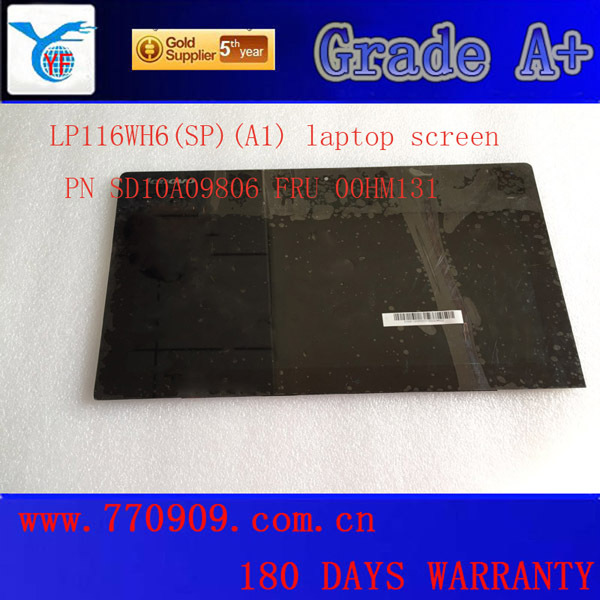 YF
Gold Supplier 5th year
Grade A+
LP116WH6(SP)(A1) laptop screen
PN SD10A09806 FRU 00HM131
www.770909.com.cn
180 DAYS WARRANTY